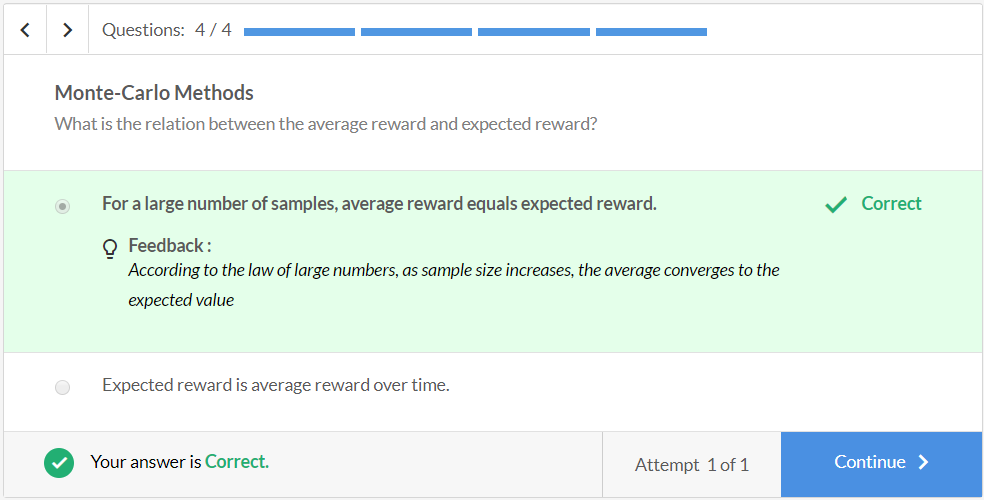 Questions: 4 / 4
Monte-Carlo Methods
What is the relation between the average reward and expected reward?
For a large number of samples, average reward equals expected reward.
Correct
Feedback :
According to the law of large numbers, as sample size increases, the average converges to the
expected value
Expected reward is average reward over time.
Your answer is Correct.
Attempt 1 of 1
Continue